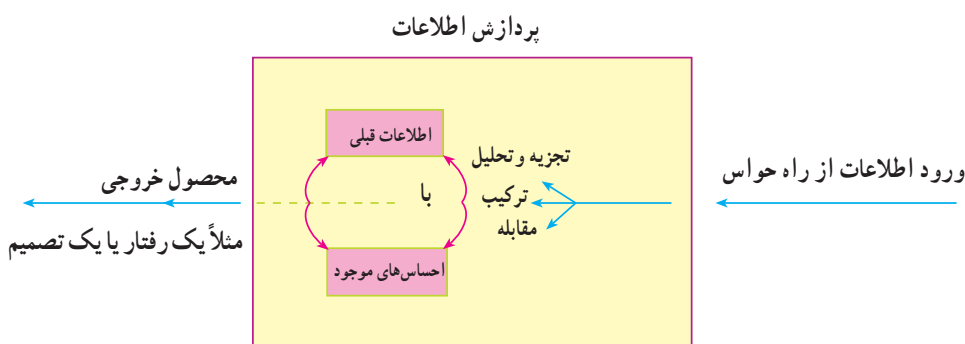 پردازش اطلاعات
ورود اطلاعات از راه حواس
تجزیه و تحلیل
ترکیب
مقابله
اطلاعات قبلی
با
احساس‌های موجود
محصول خروجی
مثلاً یک رفتار یا یک تصمیم